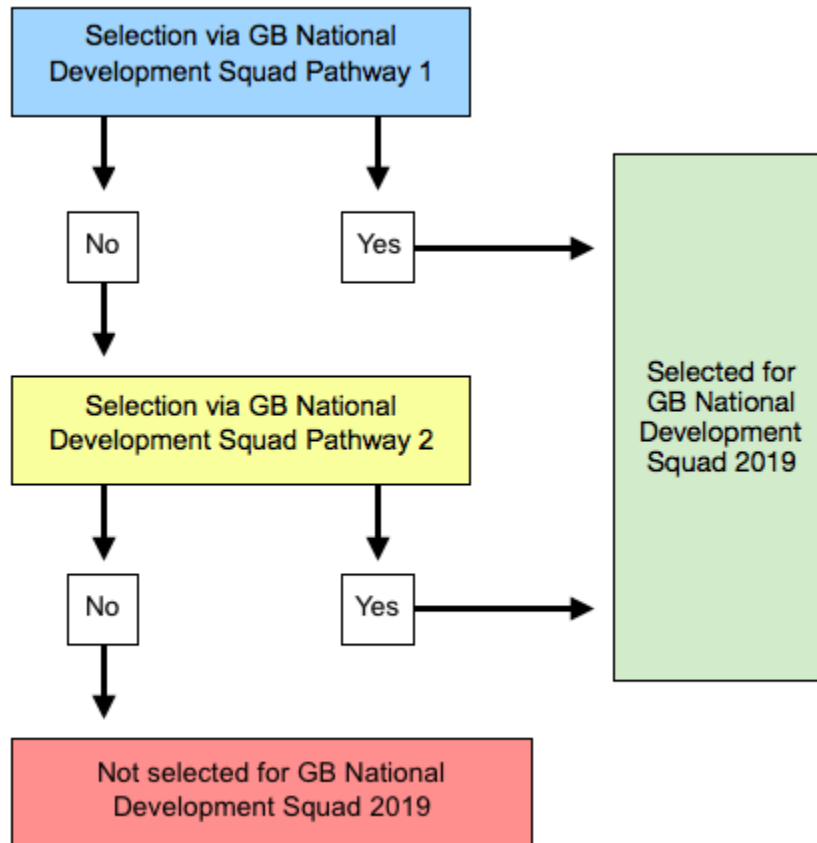 Selection via GB National
Development Squad Pathway 1
No
Yes
Selected for
GB National
Development
Squad 2019
Selection via GB National
Development Squad Pathway 2
No
Yes
Not selected for GB National
Development Squad 2019